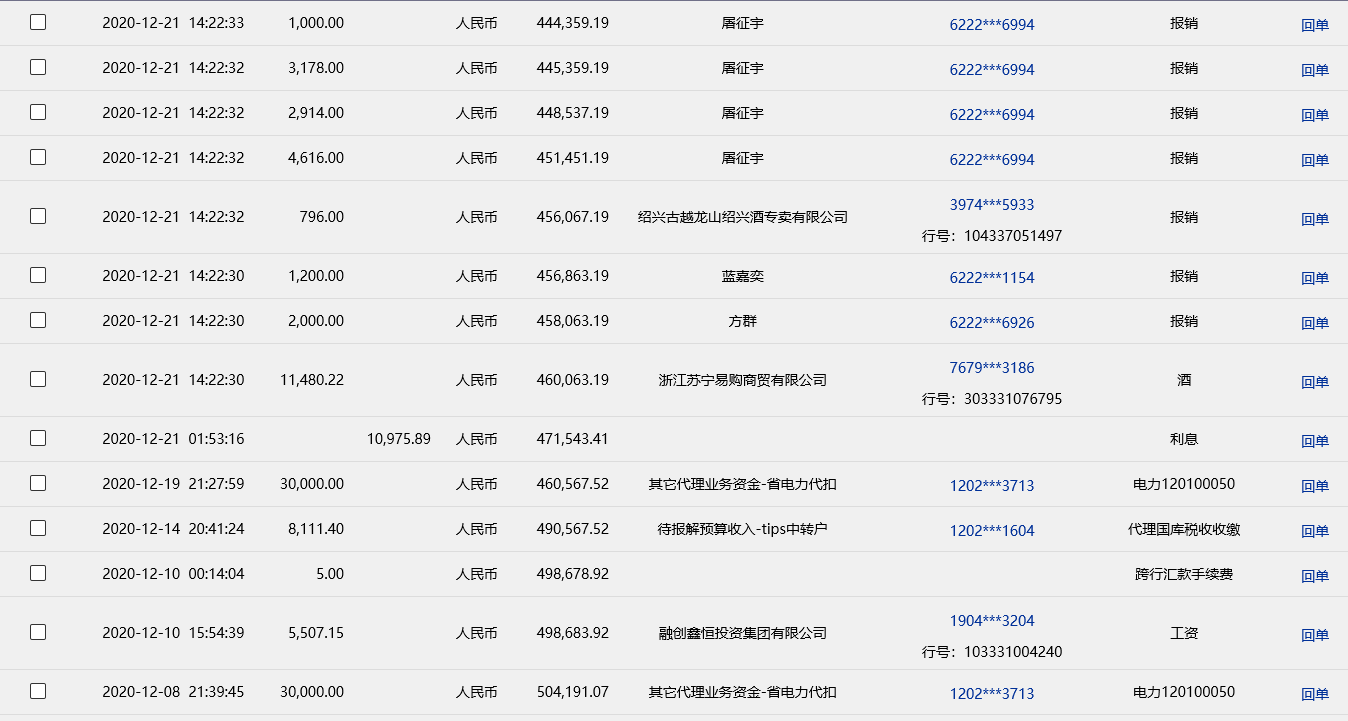 2020-12-21 14:22:33 1,000.00 人民币 444,359.19 屠征宇 6222***6994 报销 回单
2020-12-21 14:22:32 3,178.00 人民币 445,359.19 屠征宇 6222***6994 报销 回单
2020-12-21 14:22:32 2,914.00 人民币 448,537.19 屠征宇 6222***6994 报销 回单
2020-12-21 14:22:32 4,616.00 人民币 451,451.19 屠征宇 6222***6994 报销 回单
2020-12-21 14:22:32 796.00 人民币 456,067.19 绍兴古越龙山绍兴酒专卖有限公司 3974***5933 报销 回单
行号：104337051497
2020-12-21 14:22:30 1,200.00 人民币 456,863.19 蓝嘉奕 6222***1154 报销 回单
2020-12-21 14:22:30 2,000.00 人民币 458,063.19 方群 6222***6926 报销 回单
2020-12-21 14:22:30 11,480.22 人民币 460,063.19 浙江苏宁易购商贸有限公司 7679***3186 酒 回单
行号：303331076795
2020-12-21 01:53:16 10,975.89 人民币 471,543.41 利息 回单
2020-12-19 21:27:59 30,000.00 人民币 460,567.52 其它代理业务资金-省电力代扣 1202***3713 电力120100050 回单
2020-12-14 20:41:24 8,111.40 人民币 490,567.52 待报解预算收入-tips中转户 1202***1604 代理国库税收收缴 回单
2020-12-10 00:14:04 5.00 人民币 498,678.92 跨行汇款手续费 回单
2020-12-10 15:54:39 5,507.15 人民币 498,683.92 融创鑫恒投资集团有限公司 1904***3204 工资 回单
行号：103331004240
2020-12-08 21:39:45 30,000.00 人民币 504,191.07 其它代理业务资金-省电力代扣 1202***3713 电力120100050 回单